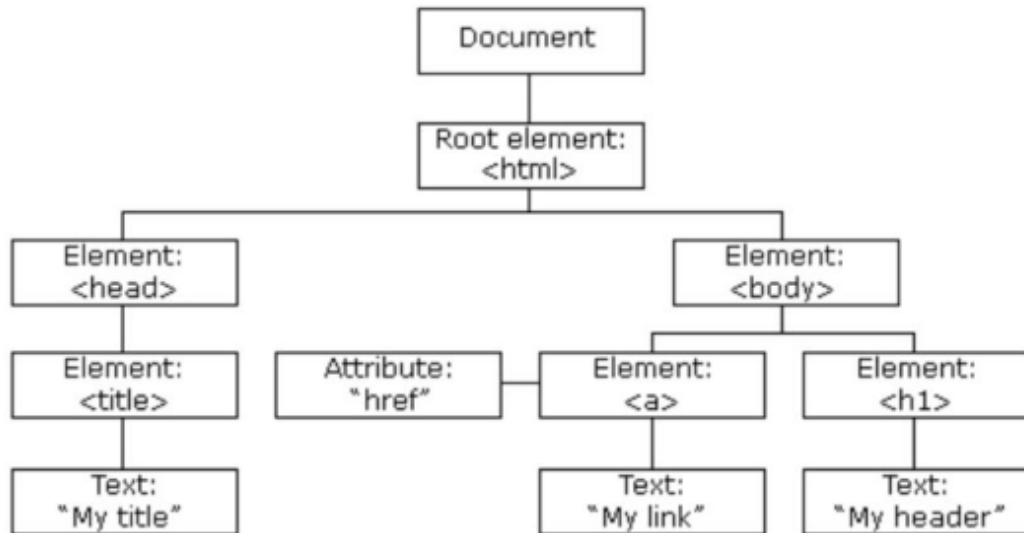 Document
Root element:
<html>
Element:
<head>
Element:
<body>
Element:
<title>
Attribute:
“href”
Element:
<a>
Element:
<h1>
Text:
“My title”
Text:
“My link”
Text:
“My header”